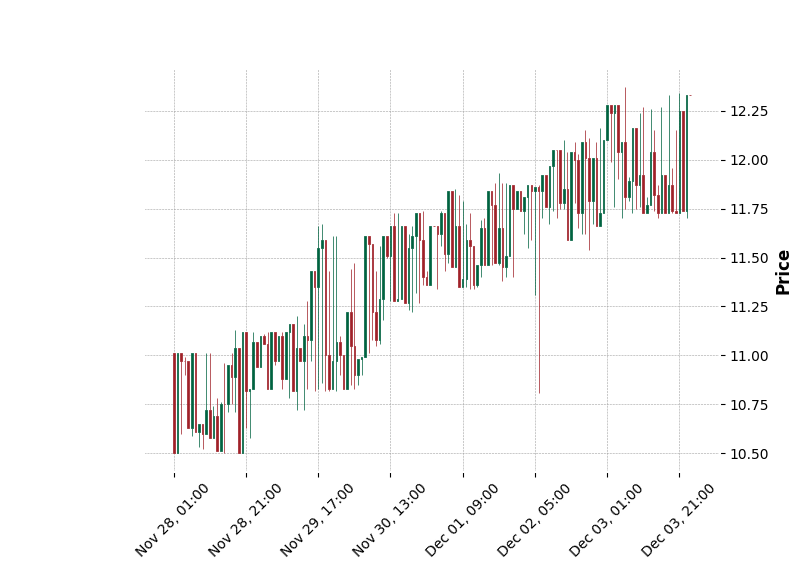 12.25
12.00
11.75
11.50
11.25
11.00
10.75
10.50
Price
Nov 28, 01:00
Nov 28, 21:00
Nov 29, 17:00
Nov 30, 13:00
Dec 01, 09:00
Dec 02, 05:00
Dec 03, 01:00
Dec 03, 21:00